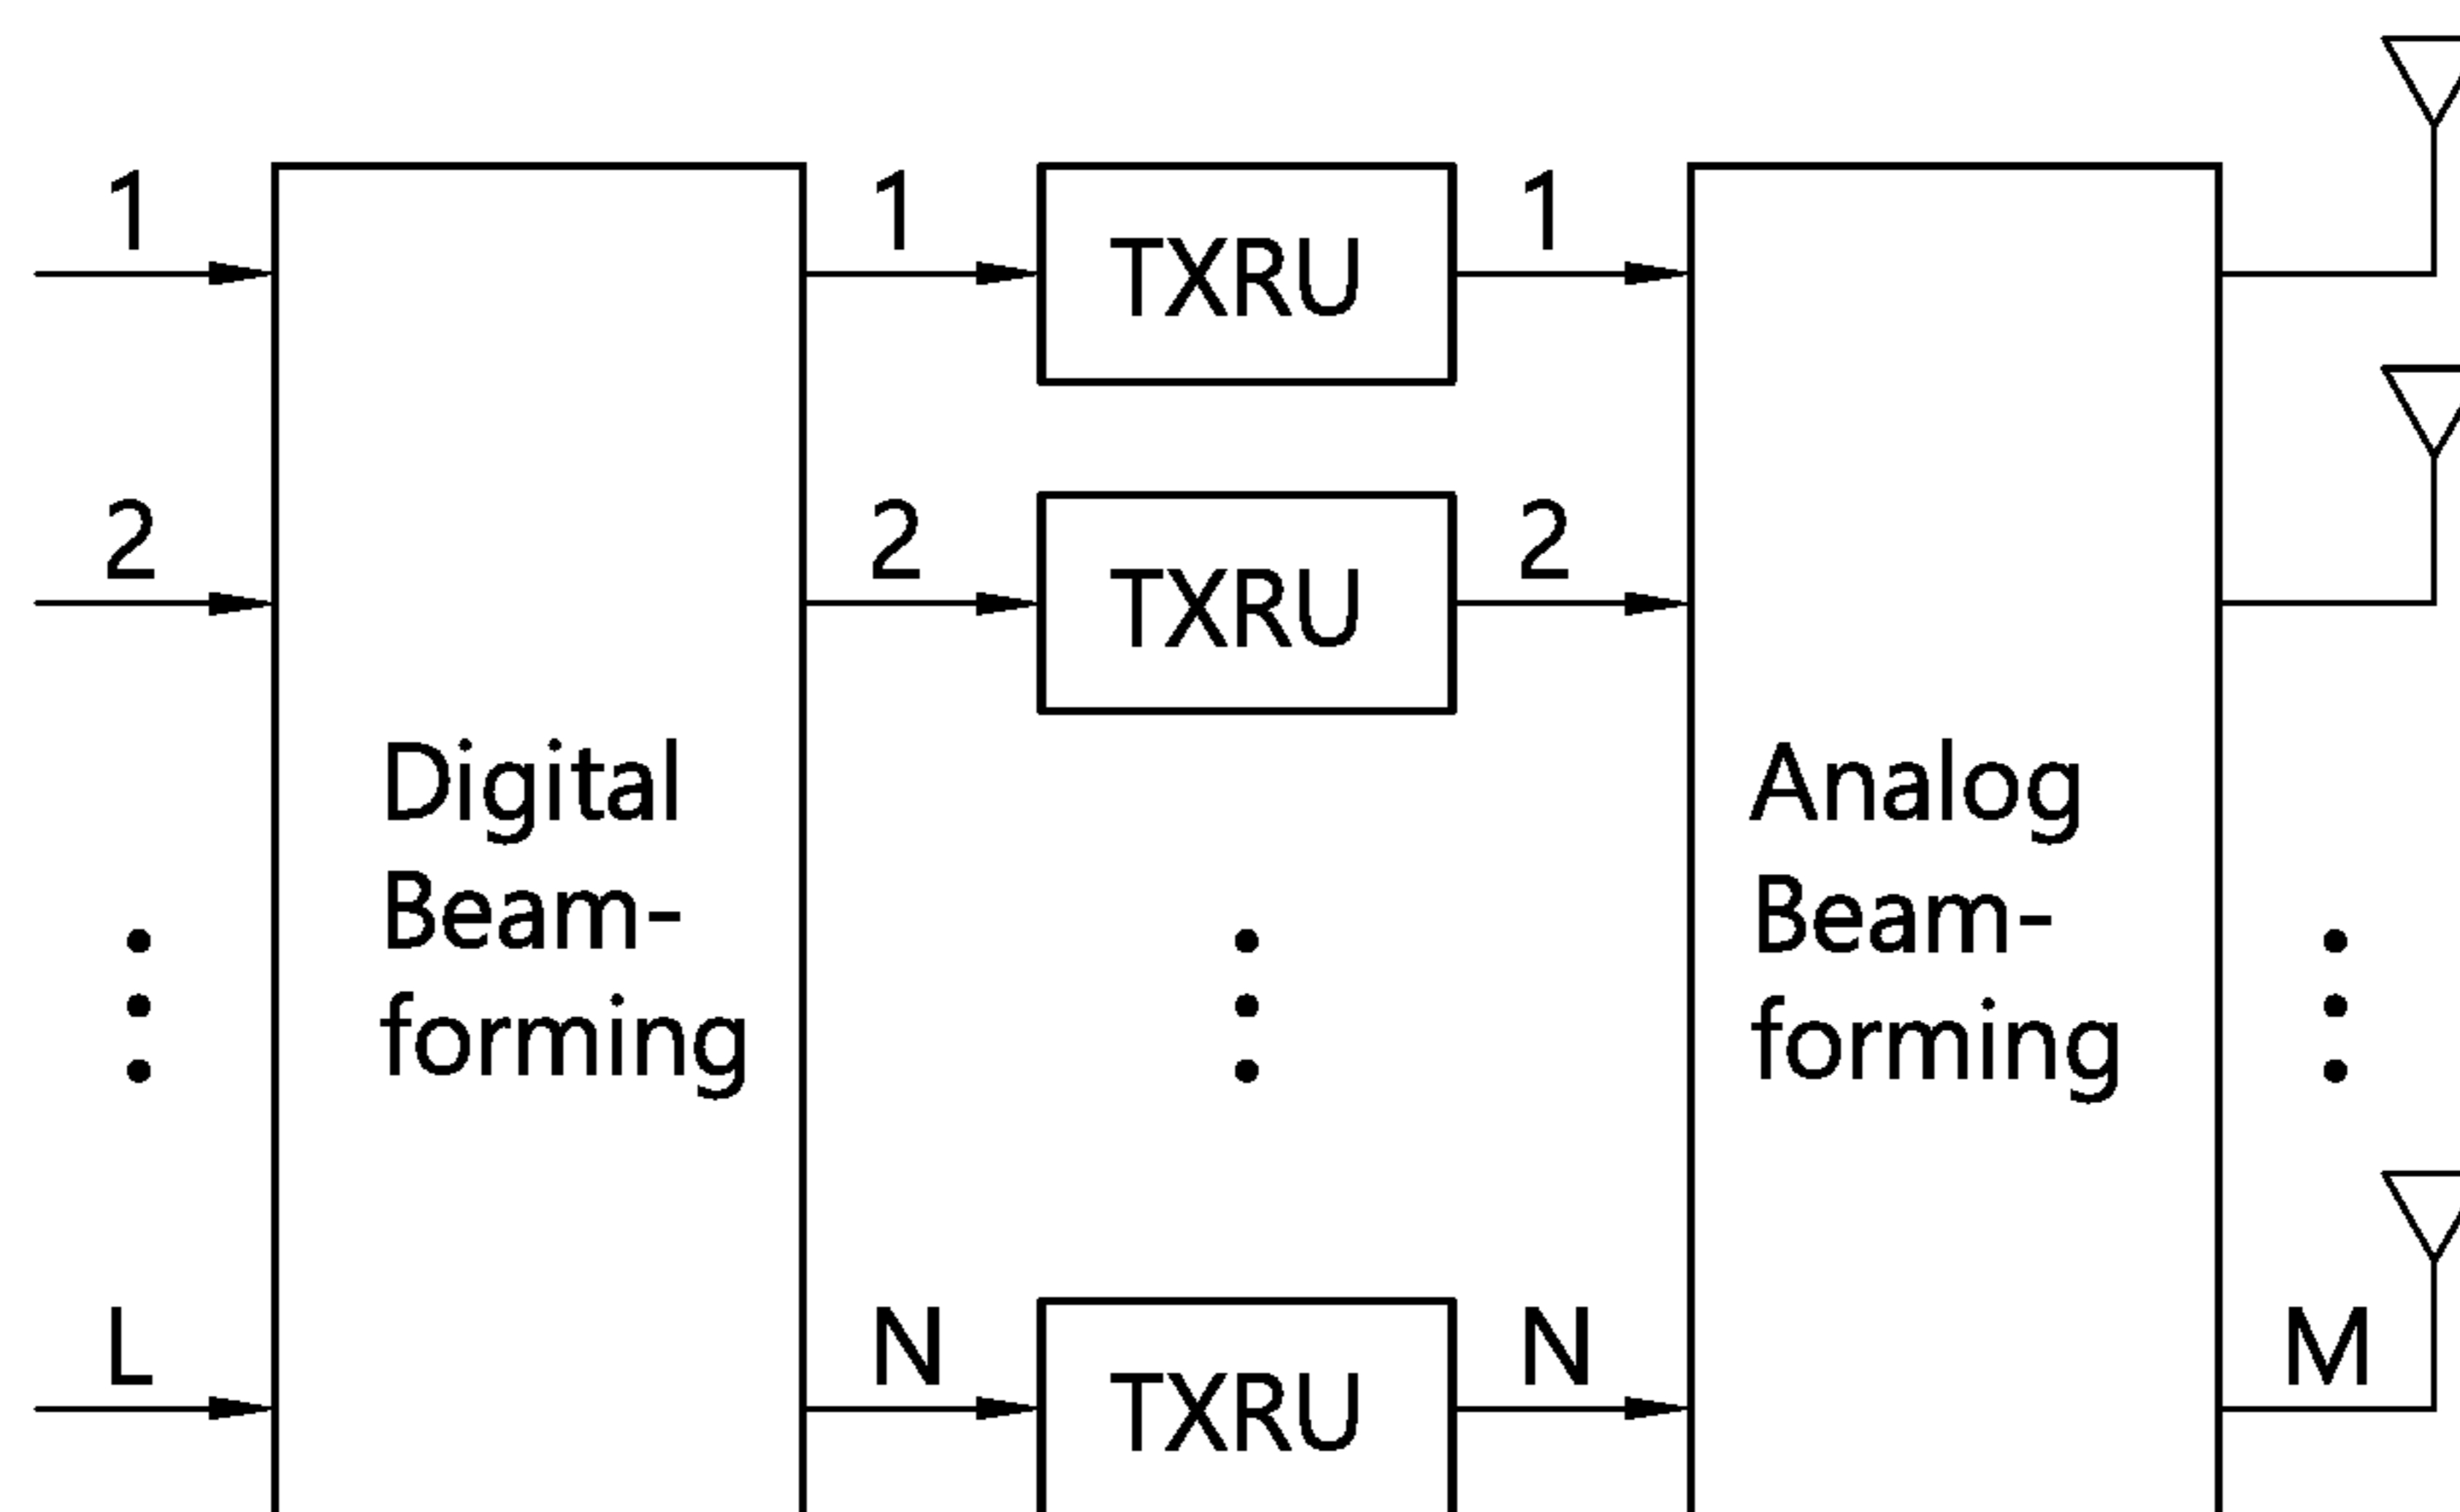 1 1 TXRU 1
2 2 TXRU 2
Digital
Beam-
forming
Analog
Beam-
forming
L N TXRU N M